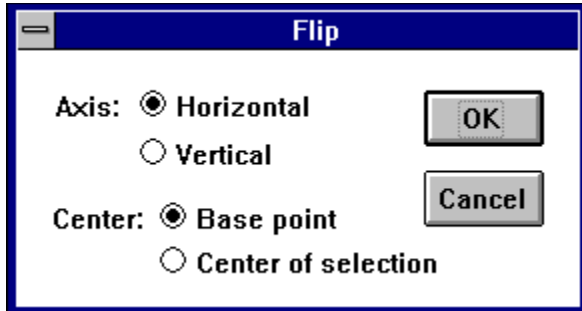 Flip
Axis: Horizontal
Vertical
OK
Center: Base point
Center of selection
Cancel